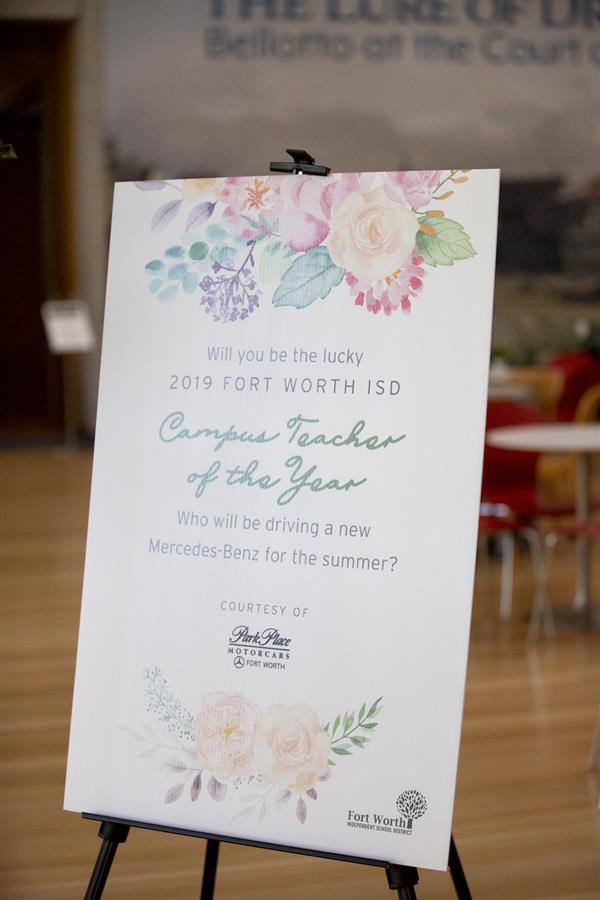 THE LURE OF
Bellotto at the Court
Will you be the lucky
2019 FORT WORTH ISD
Campus Teacher
of the Year
Who will be driving a new
Mercedes-Benz for the summer?
COURTESY OF
Park Place
MOTORCARS
FORT WORTH
Fort Worth
INDEPENDENT SCHOOL DISTRICT